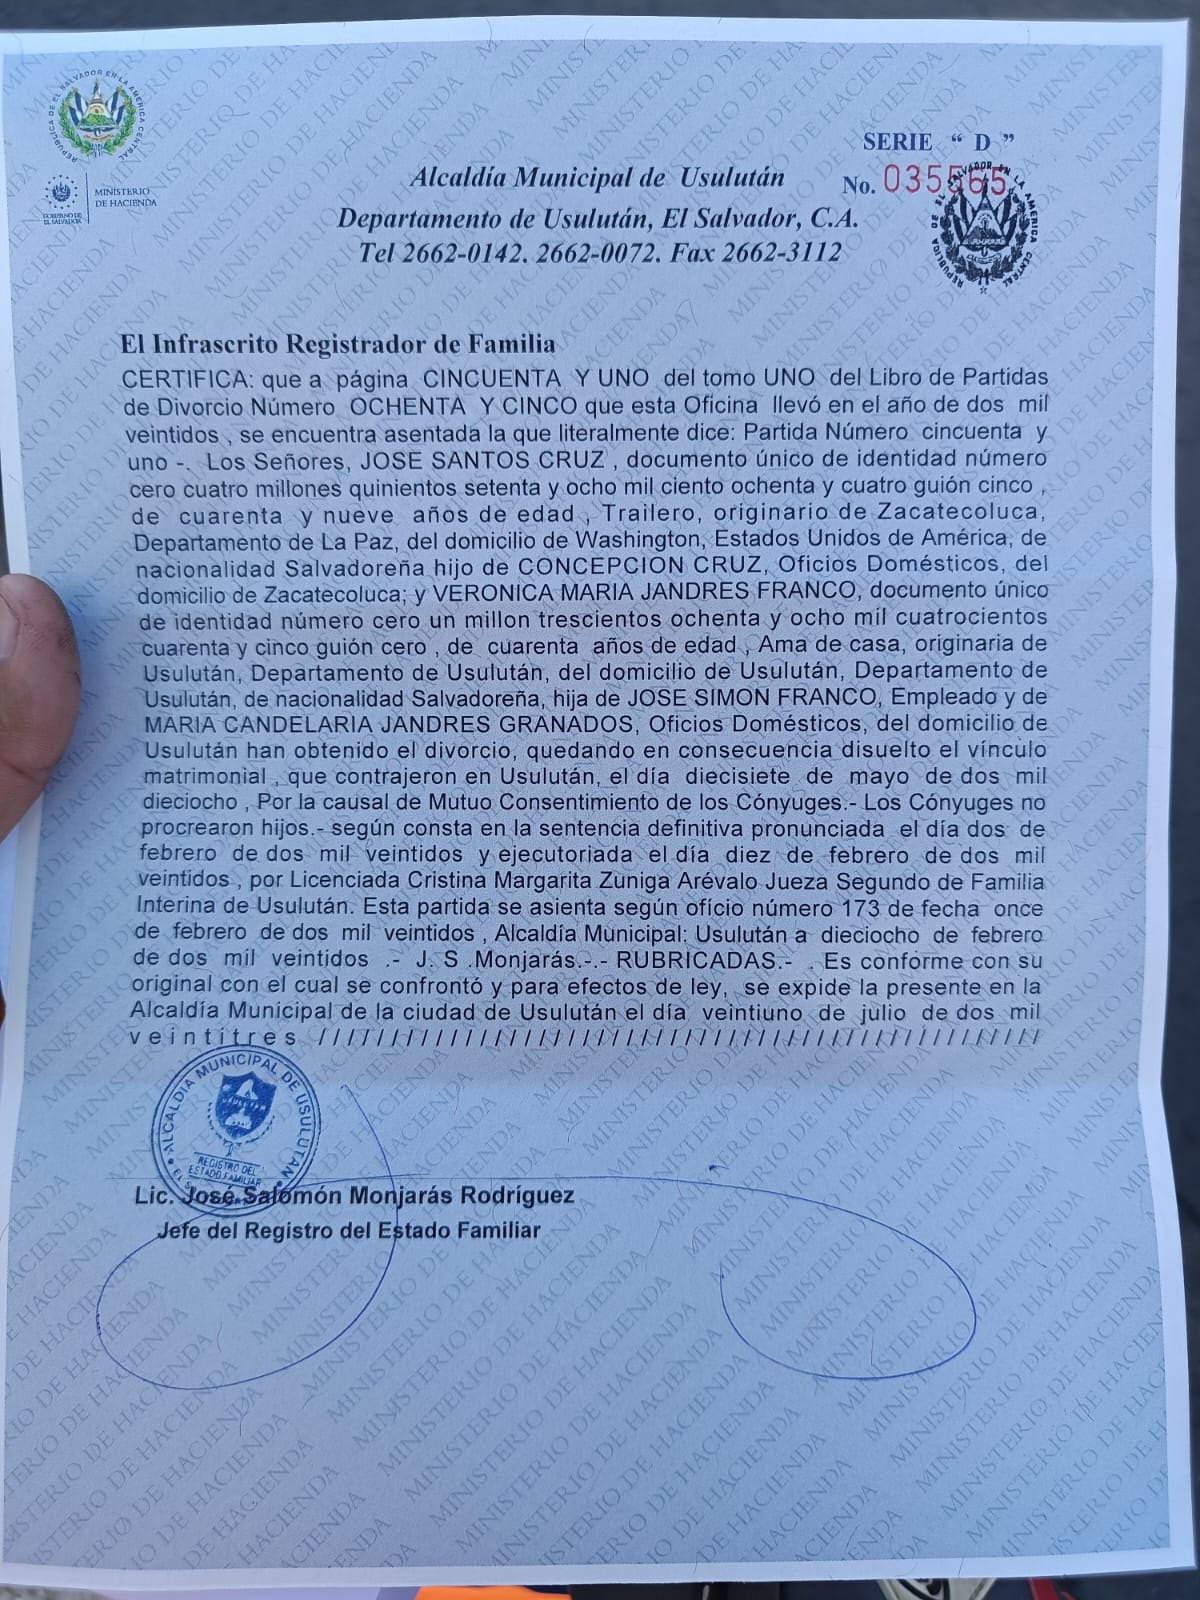 REPUBLICA DE EL SALVADOR EN LA AMERICA CENTRAL
GOBIERNO DE
EL SALVADOR
MINISTERIO
DE HACIENDA
SERIE “ D ”
No. 035565
REPUBLICA DE EL SALVADOR EN LA AMERICA CENTRAL
Alcaldía Municipal de Usulután
Departamento de Usulután, El Salvador, C.A.
Tel 2662-0142. 2662-0072. Fax 2662-3112
El Infrascrito Registrador de Familia
CERTIFICA: que a página CINCUENTA Y UNO del tomo UNO del Libro de Partidas
de Divorcio Número OCHENTA Y CINCO que esta Oficina llevó en el año de dos mil
veintidos , se encuentra asentada la que literalmente dice: Partida Número cincuenta y
uno -. Los Señores, JOSE SANTOS CRUZ , documento único de identidad número
cero cuatro millones quinientos setenta y ocho mil ciento ochenta y cuatro guión cinco ,
de cuarenta y nueve años de edad , Trailero, originario de Zacatecoluca,
Departamento de La Paz, del domicilio de Washington, Estados Unidos de América, de
nacionalidad Salvadoreña hijo de CONCEPCION CRUZ, Oficios Domésticos, del
domicilio de Zacatecoluca; y VERONICA MARIA JANDRES FRANCO, documento único
de identidad número cero un millon trescientos ochenta y ocho mil cuatrocientos
cuarenta y cinco guión cero , de cuarenta años de edad , Ama de casa, originaria de
Usulután, Departamento de Usulután, del domicilio de Usulután, Departamento de
Usulután, de nacionalidad Salvadoreña, hija de JOSE SIMON FRANCO, Empleado y de
MARIA CANDELARIA JANDRES GRANADOS, Oficios Domésticos, del domicilio de
Usulután han obtenido el divorcio, quedando en consecuencia disuelto el vínculo
matrimonial , que contrajeron en Usulután, el día diecisiete de mayo de dos mil
dieciocho , Por la causal de Mutuo Consentimiento de los Cónyuges.- Los Cónyuges no
procrearon hijos.- según consta en la sentencia definitiva pronunciada el día dos de
febrero de dos mil veintidos y ejecutoriada el día diez de febrero de dos mil
veintidos , por Licenciada Cristina Margarita Zuniga Arévalo Jueza Segundo de Familia
Interina de Usulután. Esta partida se asienta según oficio número 173 de fecha once
de febrero de dos mil veintidos , Alcaldía Municipal: Usulután a dieciocho de febrero
de dos mil veintidos .- J. S .Monjarás.-.- RUBRICADAS.- . Es conforme con su
original con el cual se confrontó y para efectos de ley, se expide la presente en la
Alcaldía Municipal de la ciudad de Usulután el día veintiuno de julio de dos mil
veintitres ////////////////////////////////////////////////////////////
ALCALDIA MUNICIPAL DE USULUTAN
REGISTRO DEL
ESTADO FAMILIAR
Lic. José Salomón Monjarás Rodríguez
Jefe del Registro del Estado Familiar